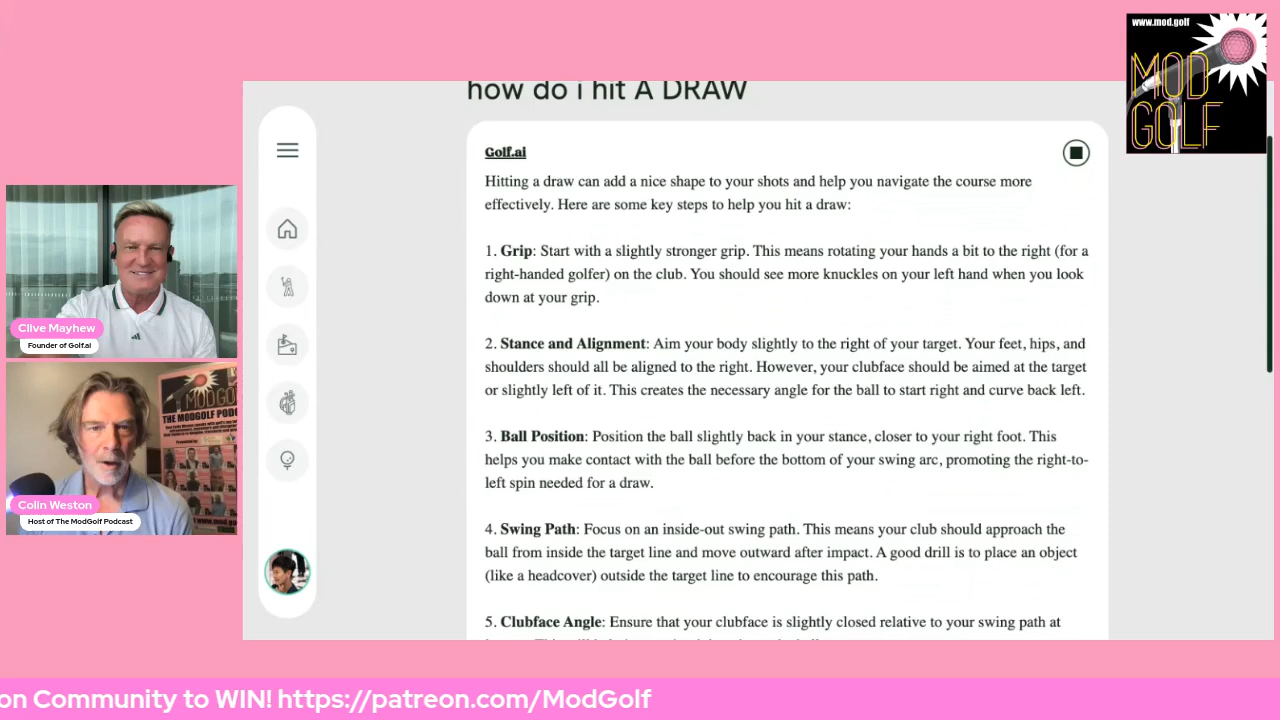 www.mod.golf
MOD
GOLF
how do i hit A DRAW
Golf.ai
Hitting a draw can add a nice shape to your shots and help you navigate the course more
effectively. Here are some key steps to help you hit a draw:
1. Grip: Start with a slightly stronger grip. This means rotating your hands a bit to the right (for a
right-handed golfer) on the club. You should see more knuckles on your left hand when you look
down at your grip.
2. Stance and Alignment: Aim your body slightly to the right of your target. Your feet, hips, and
shoulders should all be aligned to the right. However, your clubface should be aimed at the target
or slightly left of it. This creates the necessary angle for the ball to start right and curve back left.
3. Ball Position: Position the ball slightly back in your stance, closer to your right foot. This
helps you make contact with the ball before the bottom of your swing arc, promoting the right-to-
left spin needed for a draw.
4. Swing Path: Focus on an inside-out swing path. This means your club should approach the
ball from inside the target line and move outward after impact. A good drill is to place an object
(like a headcover) outside the target line to encourage this path.
5. Clubface Angle: Ensure that your clubface is slightly closed relative to your swing path at
Clive Mayhew
Founder of Golf.ai
MODGOLF
THE MODGOLF PODC
Colin Weston
Host of The ModGolf Podcast
on Community to WIN! https://patreon.com/ModGolf